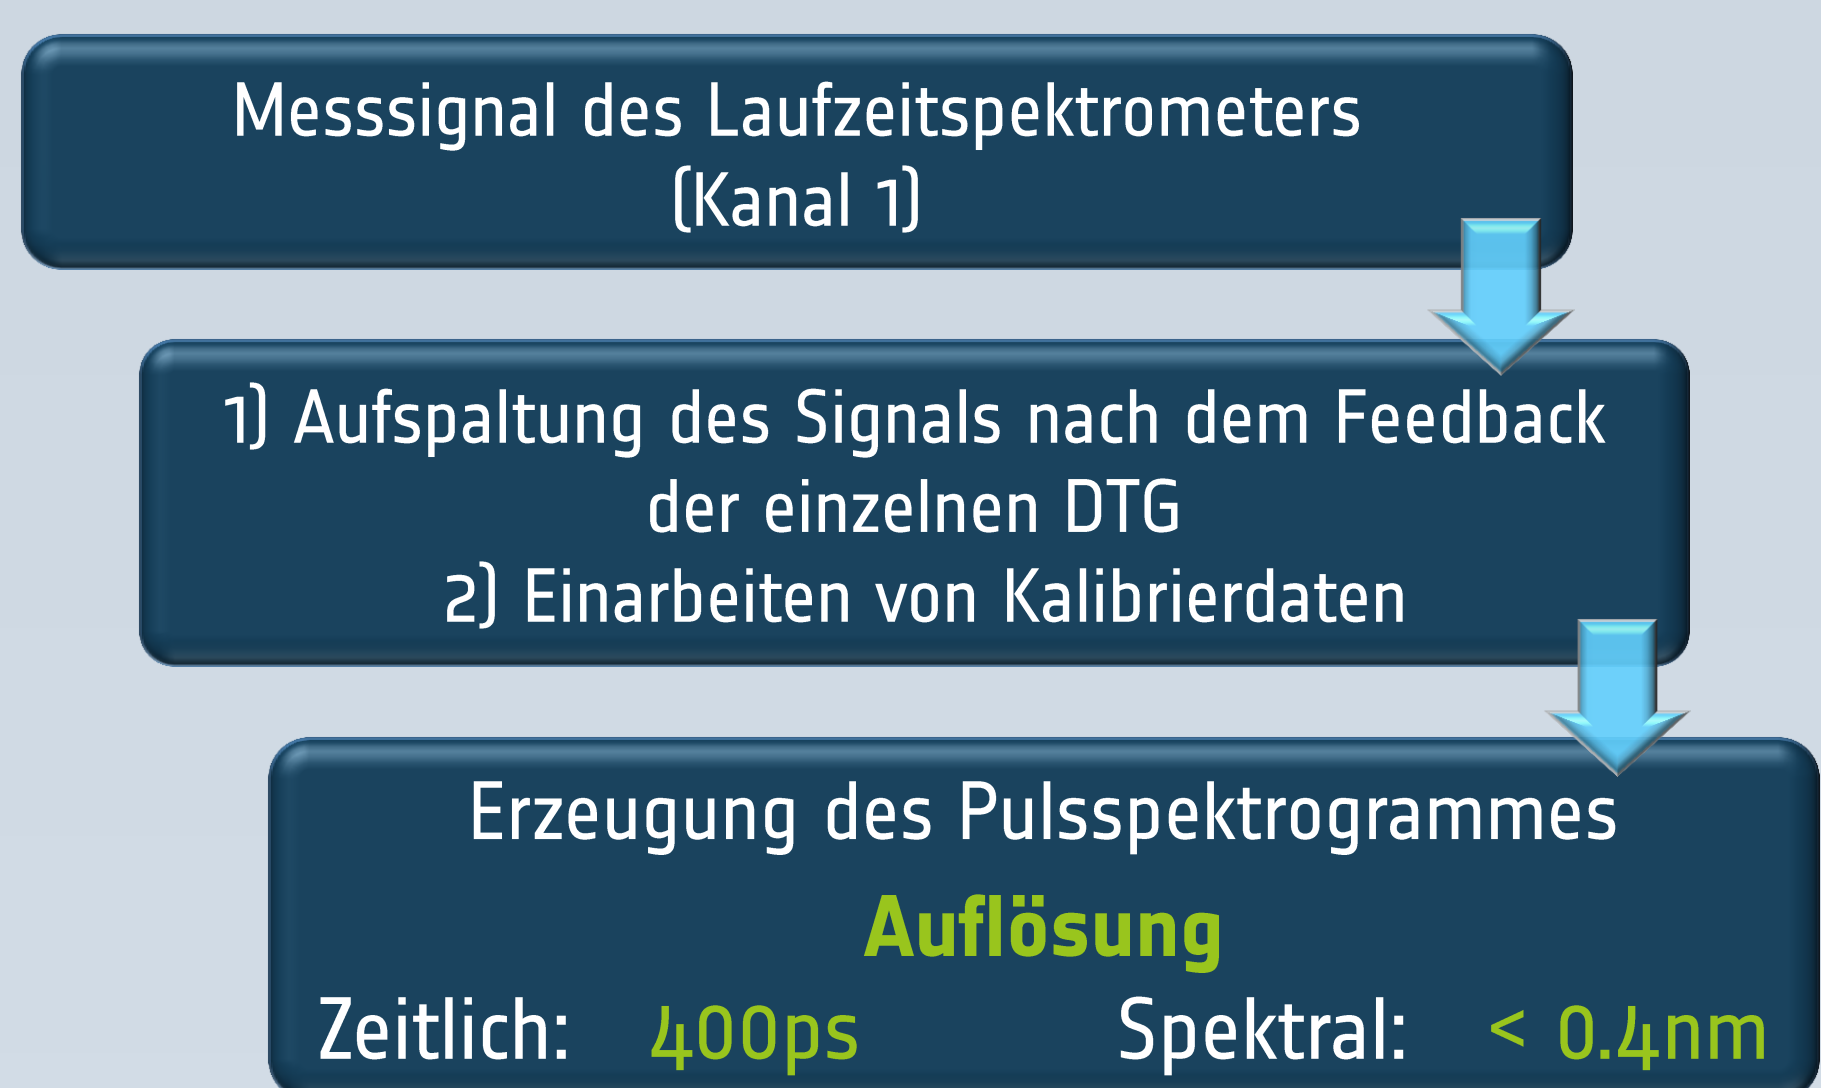 Messsignal des Laufzeitspektrometers
(Kanal 1)
1) Aufspaltung des Signals nach dem Feedback
der einzelnen DTG
2) Einarbeiten von Kalibrierdaten
Erzeugung des Pulsspektrogrammes
Auflösung
Zeitlich: 400ps Spektral: < 0.4nm